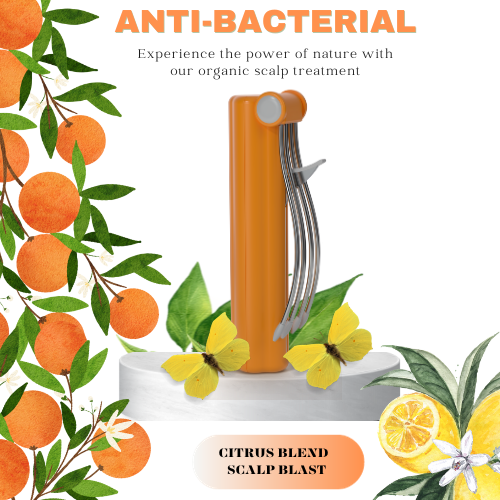 ANTI-BACTERIAL
Experience the power of nature with
our organic scalp treatment
CITRUS BLEND
SCALP BLAST